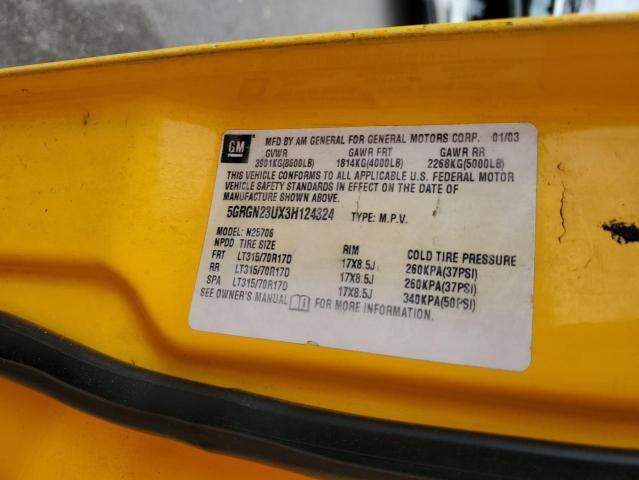 GM
MFD BY AM GENERAL FOR GENERAL MOTORS CORP. 01/03
GVWR GAWR FRT GAWR RR
3901KG(8600LB) 1814KG(4000LB) 2268KG(5000LB)
THIS VEHICLE CONFORMS TO ALL APPLICABLE U.S. FEDERAL MOTOR
VEHICLE SAFETY STANDARDS IN EFFECT ON THE DATE OF MANUFACTURE
SHOWN ABOVE.
5GRGN23UX3H124324 TYPE: M.P.V.
MODEL: N25706
NPDD TIRE SIZE RIM COLD TIRE PRESSURE
FRT LT315/70R17D 17X8.5J 260KPA(37PSI)
RR LT315/70R17D 17X8.5J 260KPA(37PSI)
SPA LT315/70R17D 17X8.5J 340KPA(50PSI)
SEE OWNER'S MANUAL FOR MORE INFORMATION.